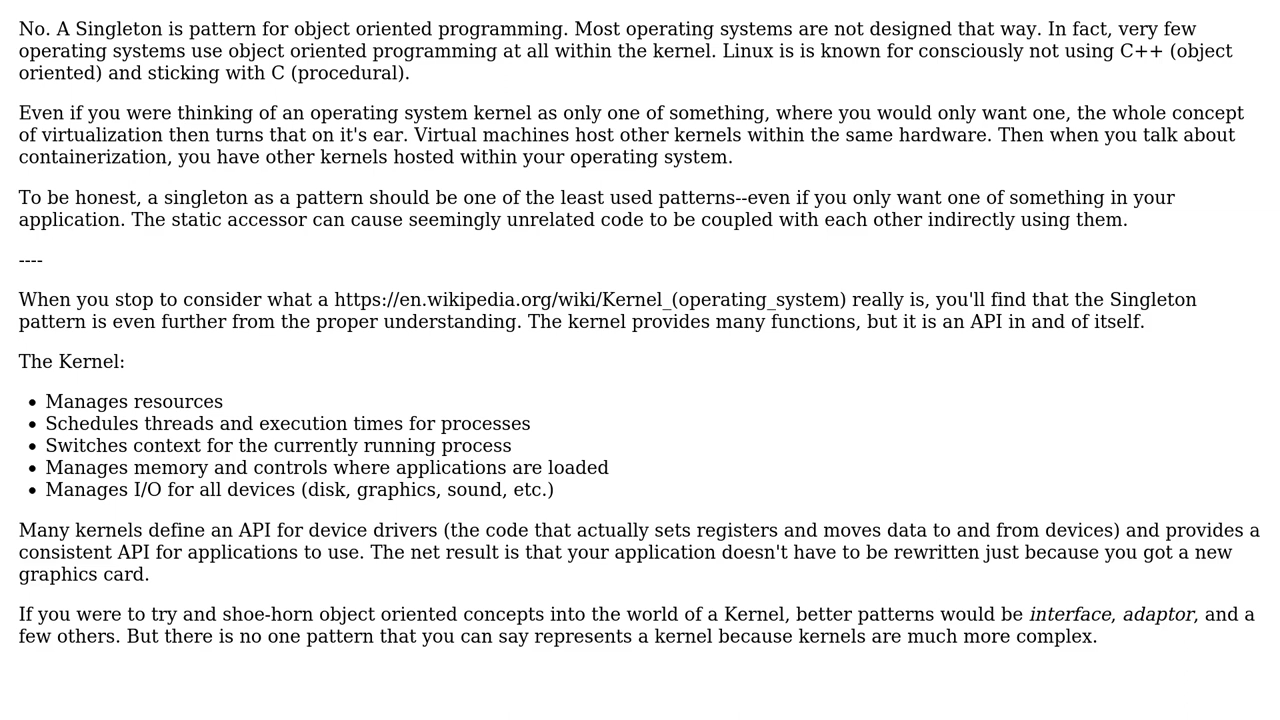 No. A Singleton is pattern for object oriented programming. Most operating systems are not designed that way. In fact, very few
operating systems use object oriented programming at all within the kernel. Linux is is known for consciously not using C++ (object
oriented) and sticking with C (procedural).
Even if you were thinking of an operating system kernel as only one of something, where you would only want one, the whole concept
of virtualization then turns that on it's ear. Virtual machines host other kernels within the same hardware. Then when you talk about
containerization, you have other kernels hosted within your operating system.
To be honest, a singleton as a pattern should be one of the least used patterns--even if you only want one of something in your
application. The static accessor can cause seemingly unrelated code to be coupled with each other indirectly using them.
----
When you stop to consider what a https://en.wikipedia.org/wiki/Kernel_(operating_system) really is, you'll find that the Singleton
pattern is even further from the proper understanding. The kernel provides many functions, but it is an API in and of itself.
The Kernel:
• Manages resources
• Schedules threads and execution times for processes
• Switches context for the currently running process
• Manages memory and controls where applications are loaded
• Manages I/O for all devices (disk, graphics, sound, etc.)
Many kernels define an API for device drivers (the code that actually sets registers and moves data to and from devices) and provides a
consistent API for applications to use. The net result is that your application doesn't have to be rewritten just because you got a new
graphics card.
If you were to try and shoe-horn object oriented concepts into the world of a Kernel, better patterns would be interface, adaptor, and a
few others. But there is no one pattern that you can say represents a kernel because kernels are much more complex.